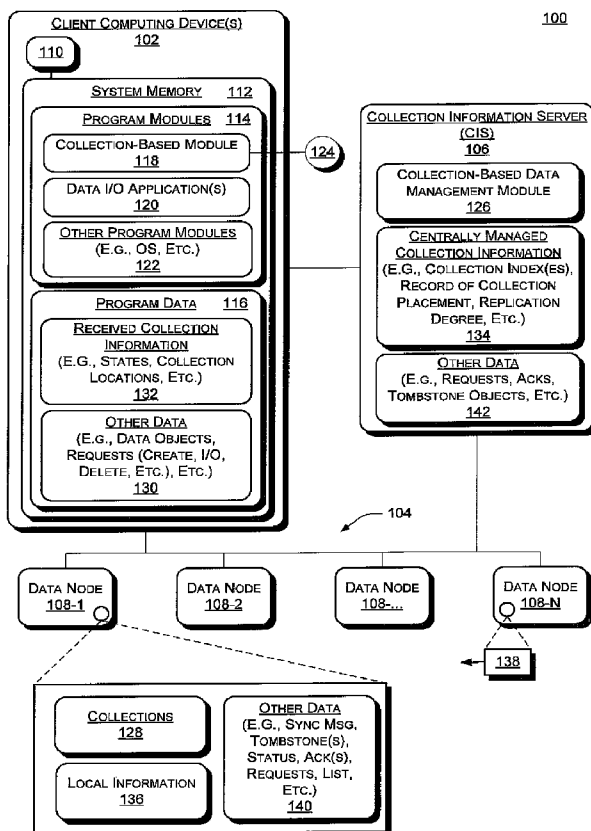 CLIENT COMPUTING DEVICE(S)
102
100
110
SYSTEM MEMORY 112
PROGRAM MODULES 114
COLLECTION-BASED MODULE
118
124
DATA I/O APPLICATION(S)
120
OTHER PROGRAM MODULES
(E.G., OS, ETC.)
122
PROGRAM DATA 116
RECEIVED COLLECTION
INFORMATION
(E.G., STATES, COLLECTION
LOCATIONS, ETC.)
132
OTHER DATA
(E.G., DATA OBJECTS,
REQUESTS (CREATE, I/O,
DELETE, ETC.), ETC.)
130
COLLECTION INFORMATION SERVER
(CIS)
106
COLLECTION-BASED DATA
MANAGEMENT MODULE
126
CENTRALLY MANAGED
COLLECTION INFORMATION
(E.G., COLLECTION INDEX(ES),
RECORD OF COLLECTION
PLACEMENT, REPLICATION
DEGREE, ETC.)
134
OTHER DATA
(E.G., REQUESTS, ACKS,
TOMBSTONE OBJECTS, ETC.)
142
104
DATA NODE
108-1
DATA NODE
108-2
DATA NODE
108-...
DATA NODE
108-N
138
COLLECTIONS
128
LOCAL INFORMATION
136
OTHER DATA
(E.G., SYNC MSG,
TOMBSTONE(S),
STATUS, ACK(S),
REQUESTS, LIST,
ETC.)
140